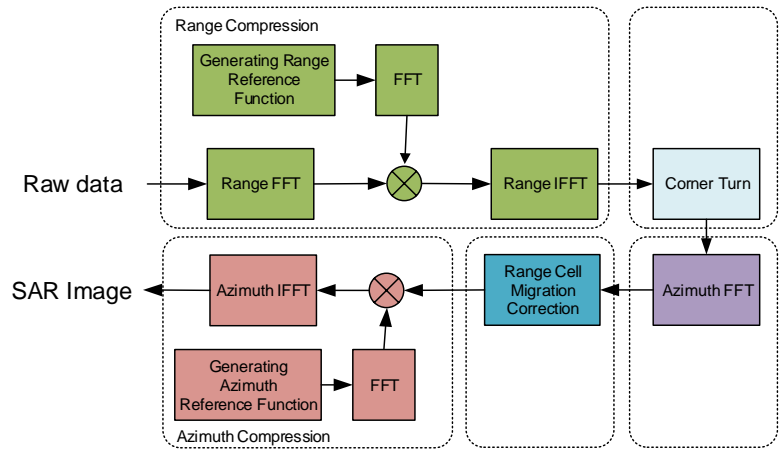 Range Compression
Generating Range
Reference
Function
FFT
Raw data
Range FFT
Range IFFT
Corner Turn
SAR Image
Azimuth IFFT
Range Cell
Migration
Correction
Azimuth FFT
Generating
Azimuth
Reference Function
FFT
Azimuth Compression